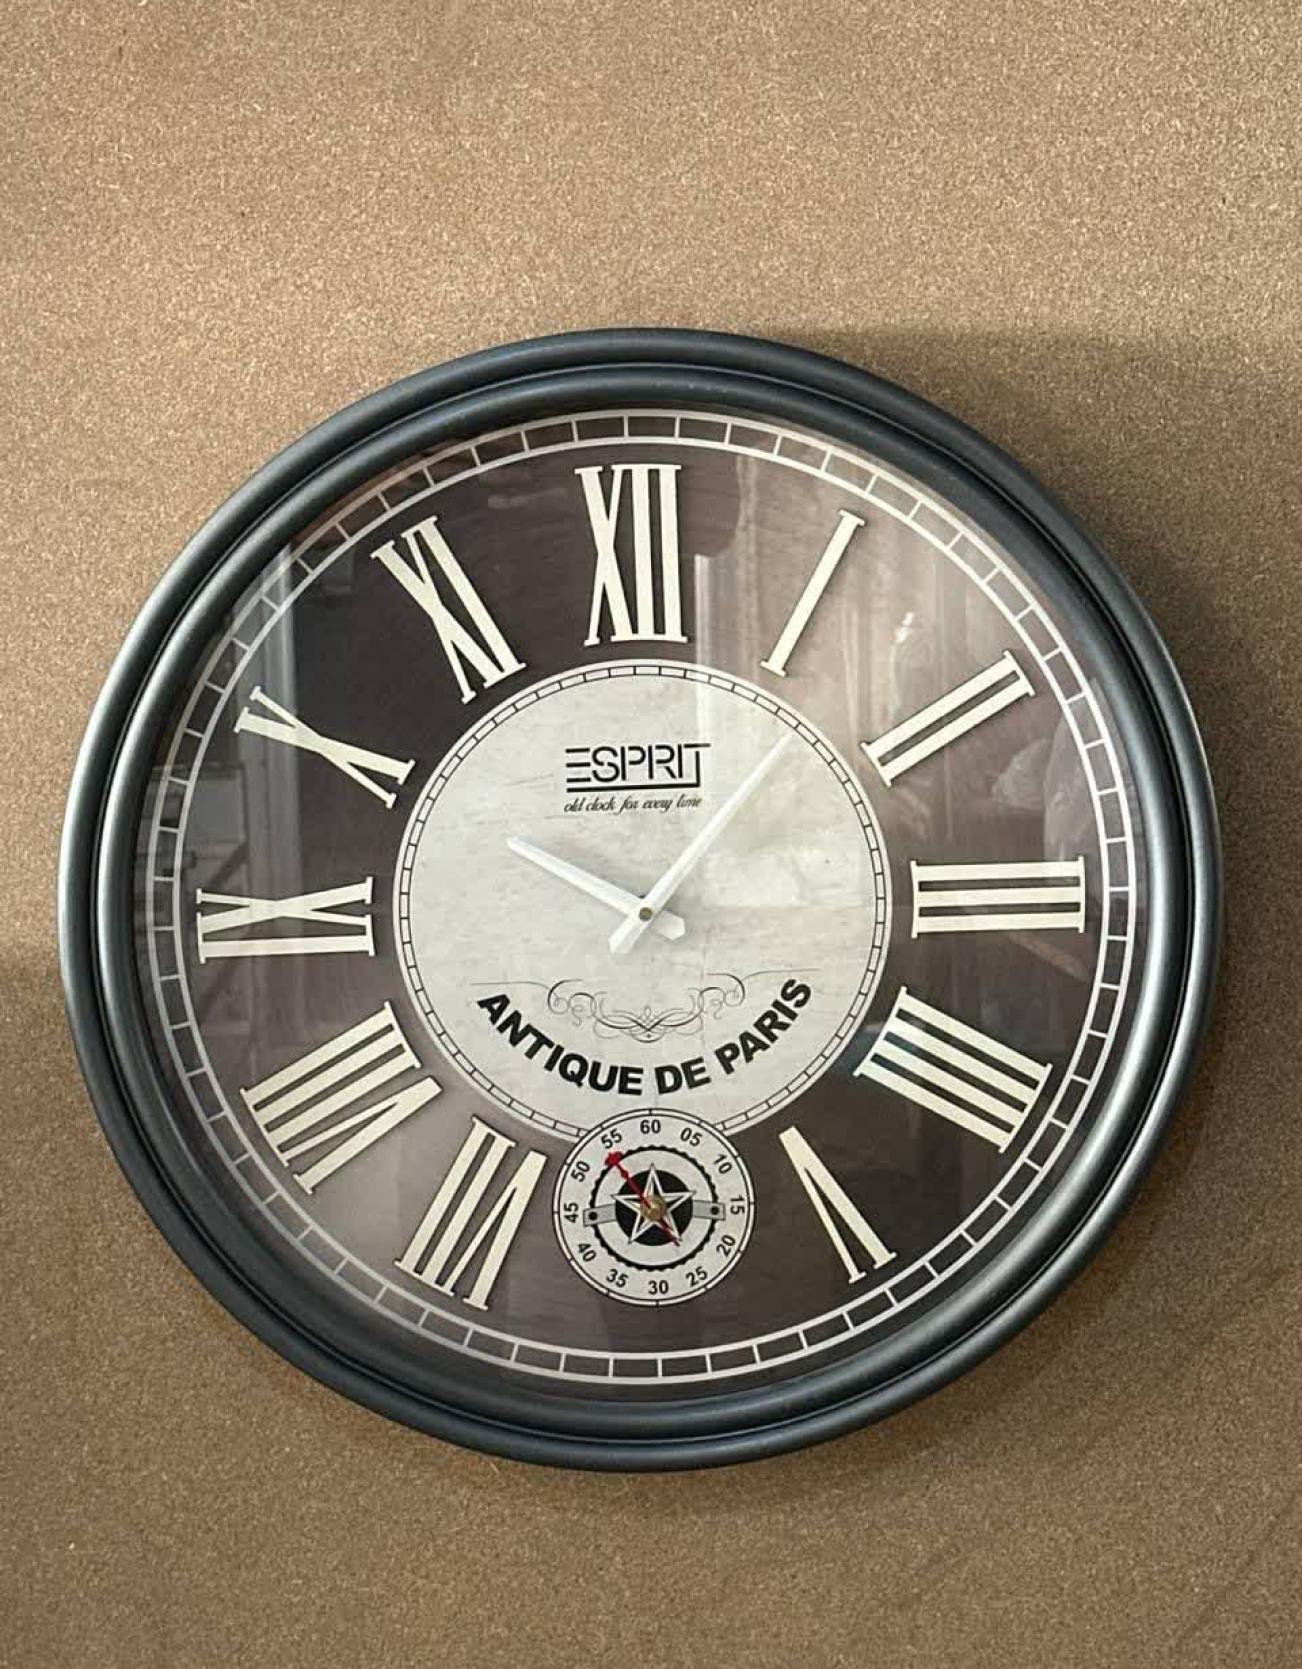 XII
XI
I
X
II
ESPRIT
old clock for every time
IX
III
ANTIQUE DE PARIS
VIII
IIII
VII
V
60
55
05
50
10
45
15
40
20
35
25
30